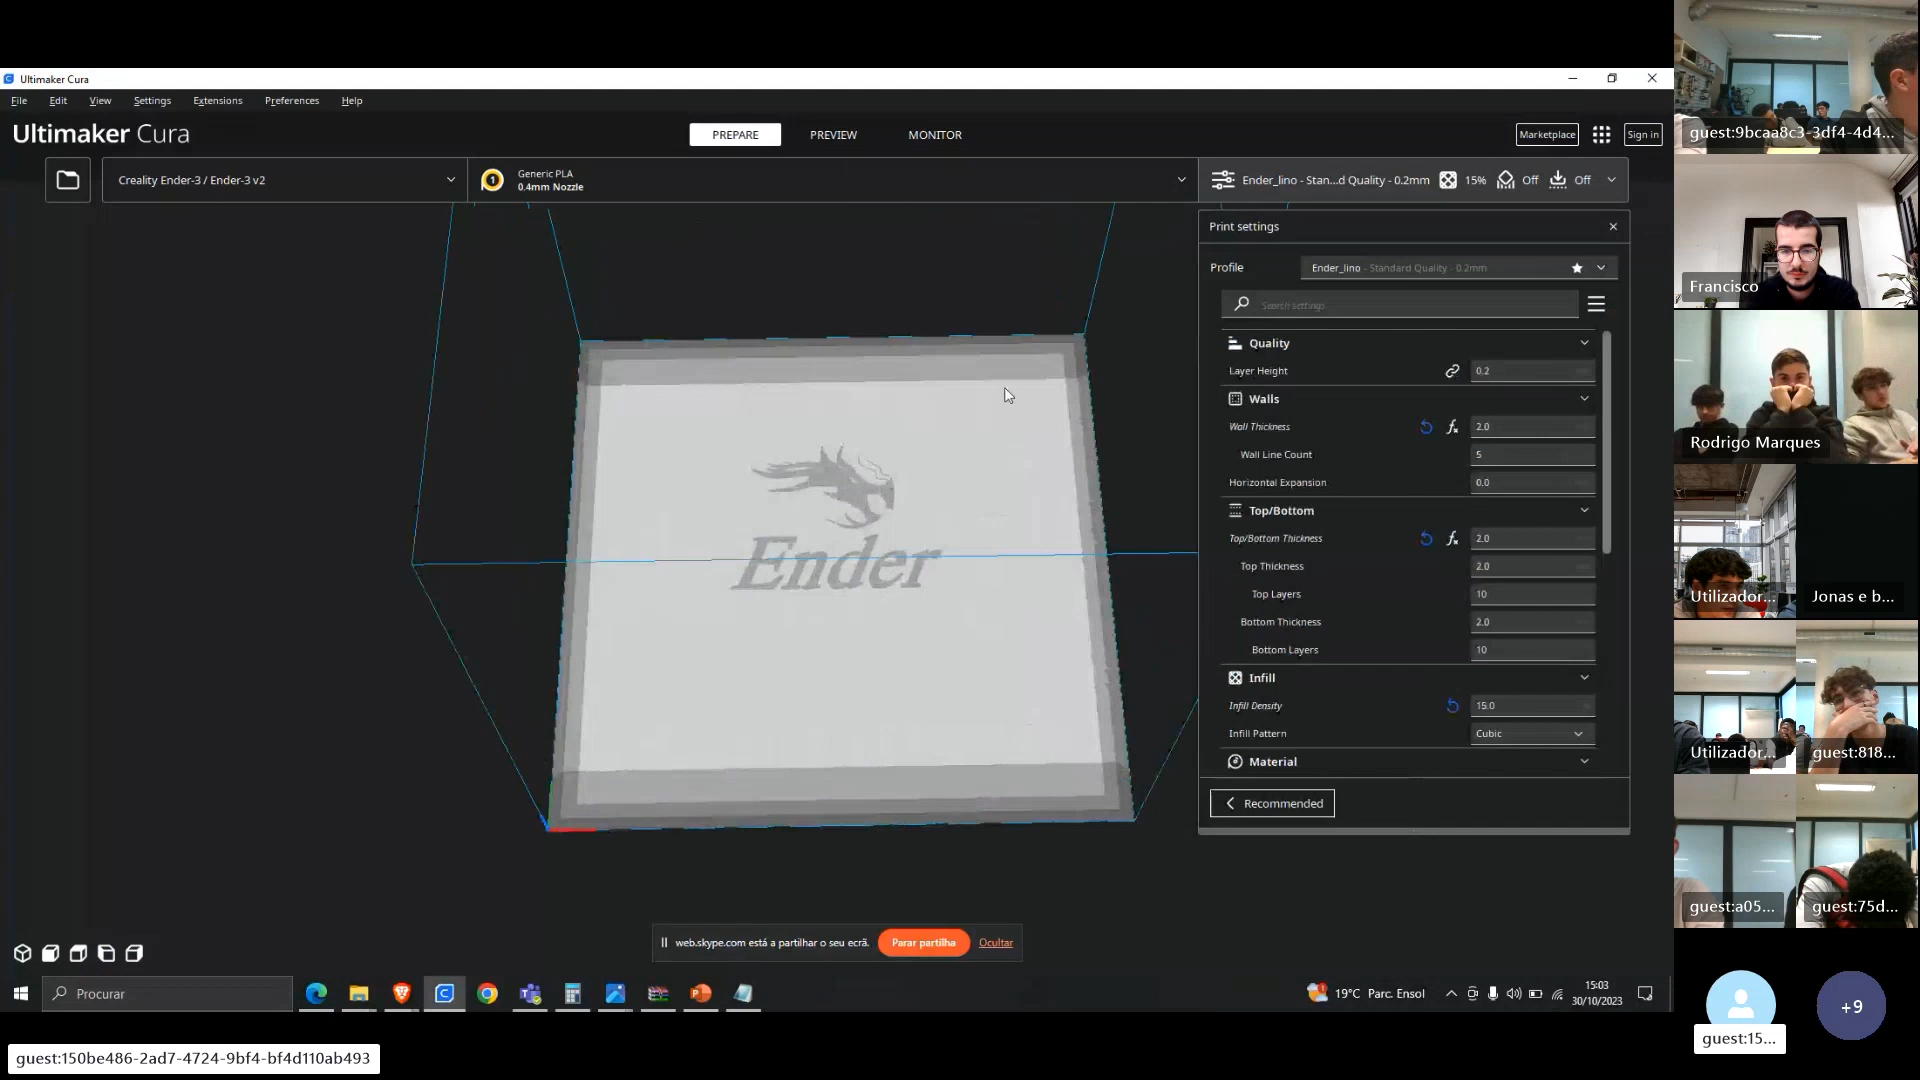 Ultimaker Cura
File Edit View Settings Extensions Preferences Help
Ultimaker Cura
PREPARE PREVIEW MONITOR
Marketplace Sign in
Creality Ender-3 / Ender-3 v2
1 Generic PLA
0.4mm Nozzle
Ender_lino - Stan...d Quality - 0.2mm 15% Off Off
Print settings
Profile Ender_lino - Standard Quality - 0.2mm
Search settings
Quality
Layer Height 0.2
Walls
Wall Thickness 2.0
Wall Line Count 5
Horizontal Expansion 0.0
Top/Bottom
Top/Bottom Thickness 2.0
Top Thickness 2.0
Top Layers 10
Bottom Thickness 2.0
Bottom Layers 10
Infill
Infill Density 15.0
Infill Pattern Cubic
Material
Recommended
Ender
web.skype.com está a partilhar o seu ecrã. Parar partilha Ocultar
Procurar
19°C Parc. Ensol
15:03
30/10/2023
guest:9bcaa8c3-3df4-4d4...
Francisco
Rodrigo Marques
Utilizador... Jonas e b...
Utilizador... guest:818...
guest:a05... guest:75d...
+9
guest:15...
guest:150be486-2ad7-4724-9bf4-bf4d110ab493